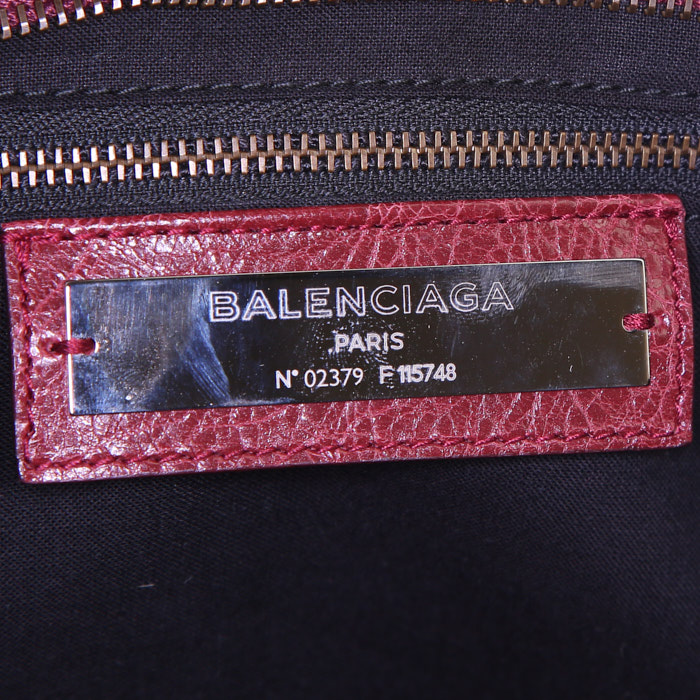 BALENCIAGA
PARIS
N° 02379 F 115748